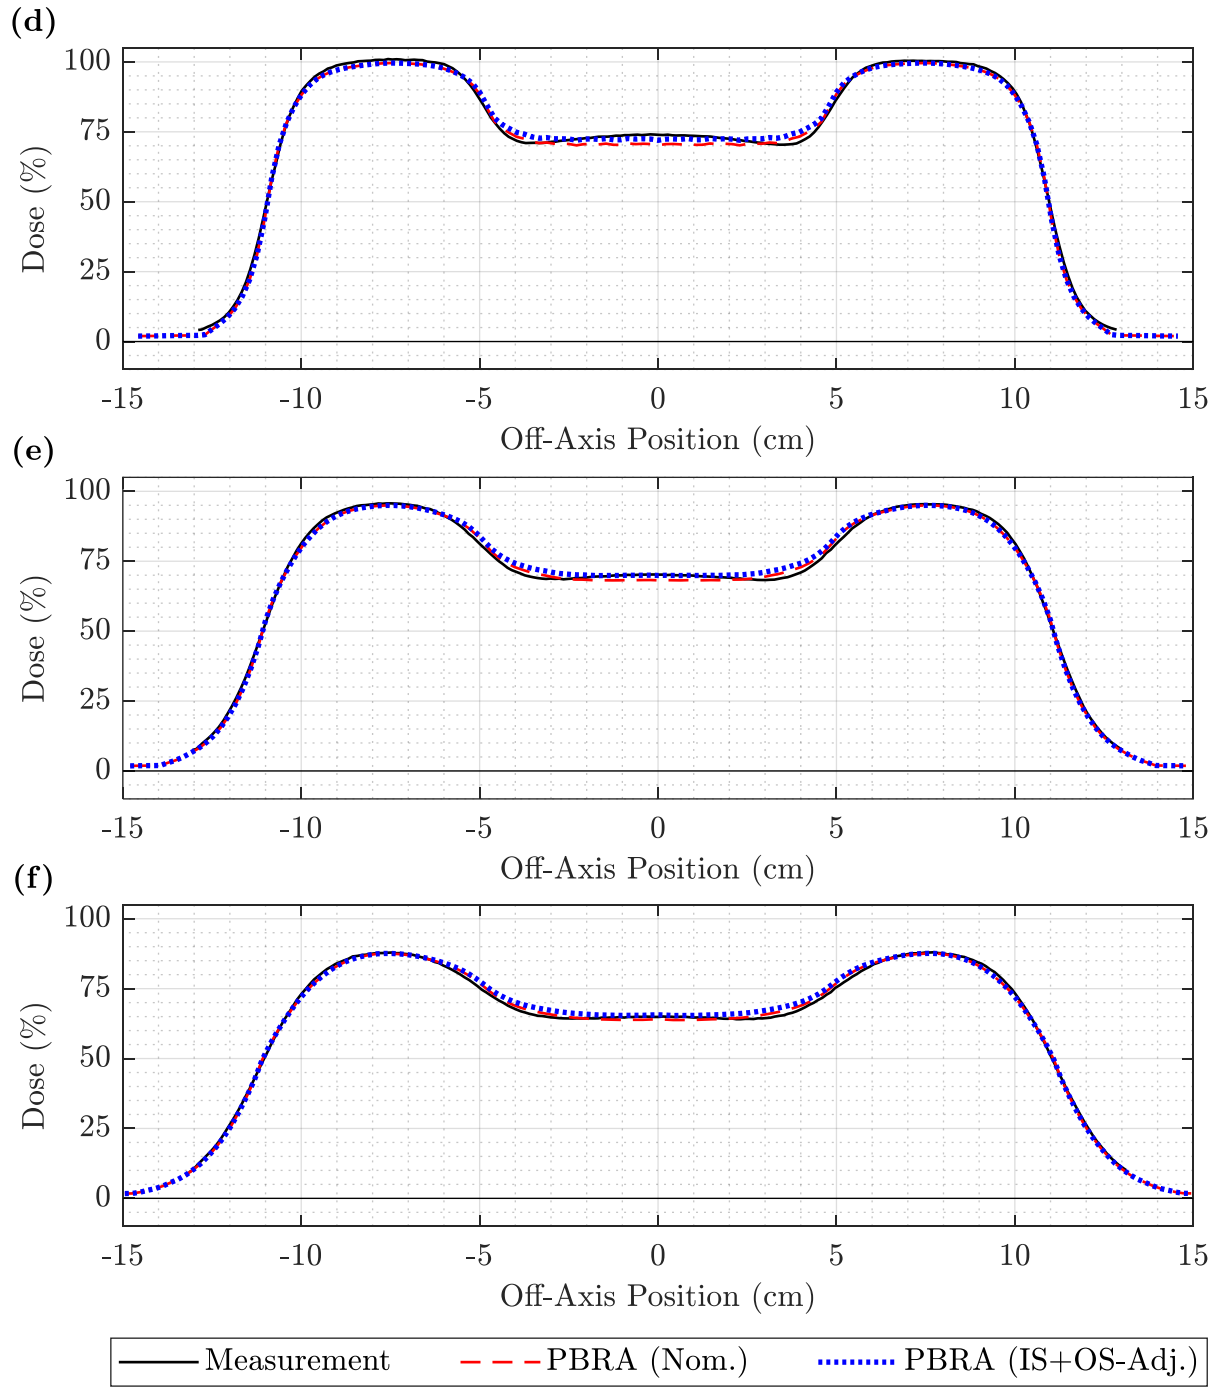 (d)
100
75
50
25
0
Dose (%)
-15 -10 -5 0 5 10 15
Off-Axis Position (cm)
(e)
100
75
50
25
0
Dose (%)
-15 -10 -5 0 5 10 15
Off-Axis Position (cm)
(f)
100
75
50
25
0
Dose (%)
-15 -10 -5 0 5 10 15
Off-Axis Position (cm)
Measurement PBRA (Nom.) PBRA (IS+OS-Adj.)